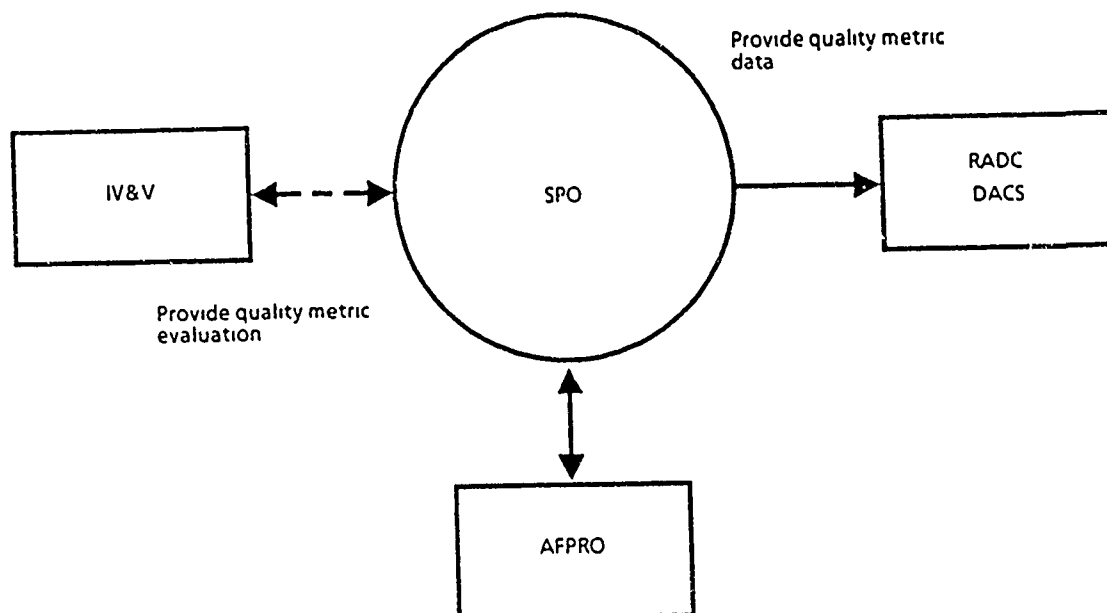 Provide quality metric
data
IV&V
SPO
RADC
DACS
Provide quality metric
evaluation
AFPRO